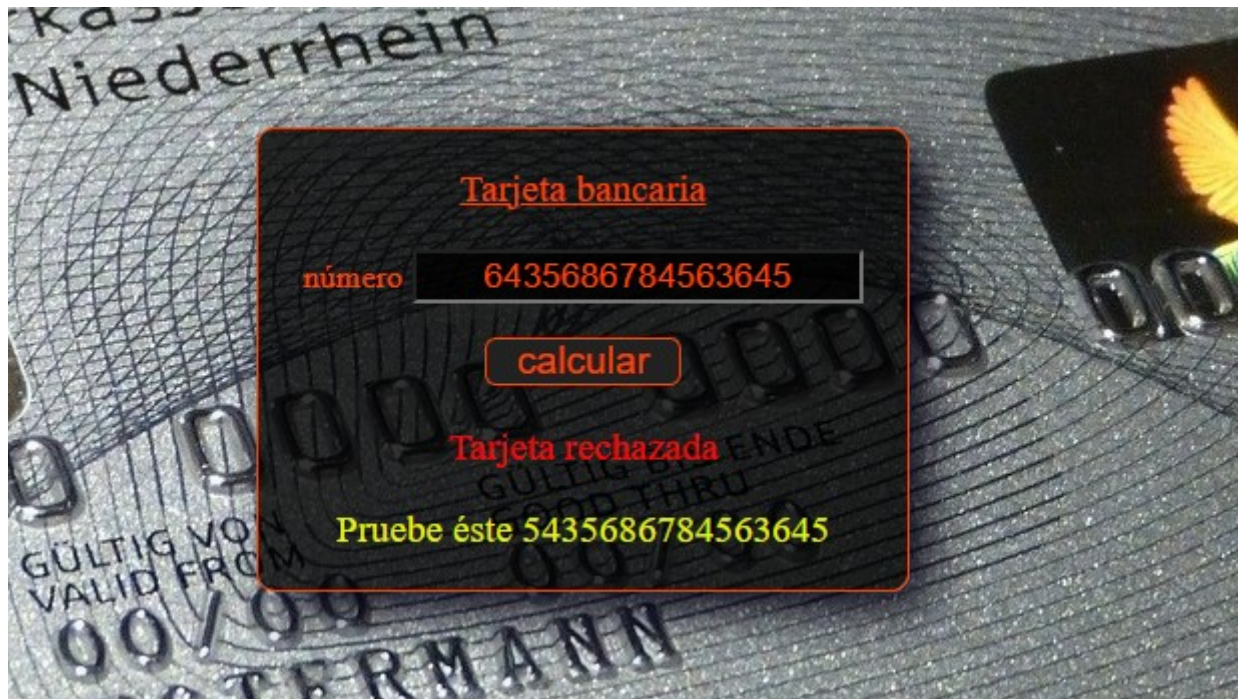 Niederrhein
Tarjeta bancaria
número 6435686784563645
calcular
Tarjeta rechazada
GÜLTIG BIS ENDE
GOOD THRU
Pruebe éste 5435686784563645
GÜLTIG VON
VALID FROM
00/00